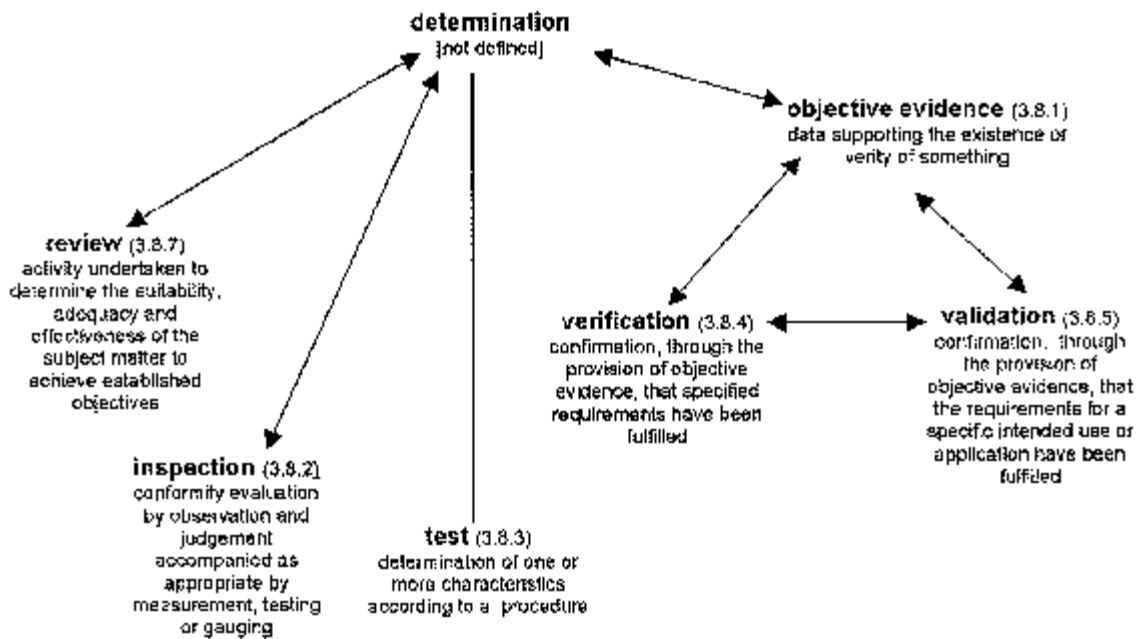 determination
[not defined]
objective evidence (3.8.1)
data supporting the existence or
verity of something
review (3.8.7)
activity undertaken to
determine the suitability,
adequacy and
effectiveness of the
subject matter to
achieve established
objectives
verification (3.8.4)
confirmation, through the
provision of objective
evidence, that specified
requirements have been
fulfilled
validation (3.8.5)
confirmation, through
the provision of
objective evidence, that
the requirements for a
specific intended use or
application have been
fulfilled
inspection (3.8.2)
conformity evaluation
by observation and
judgement
accompanied as
appropriate by
measurement, testing
or gauging
test (3.8.3)
determination of one or
more characteristics
according to a procedure